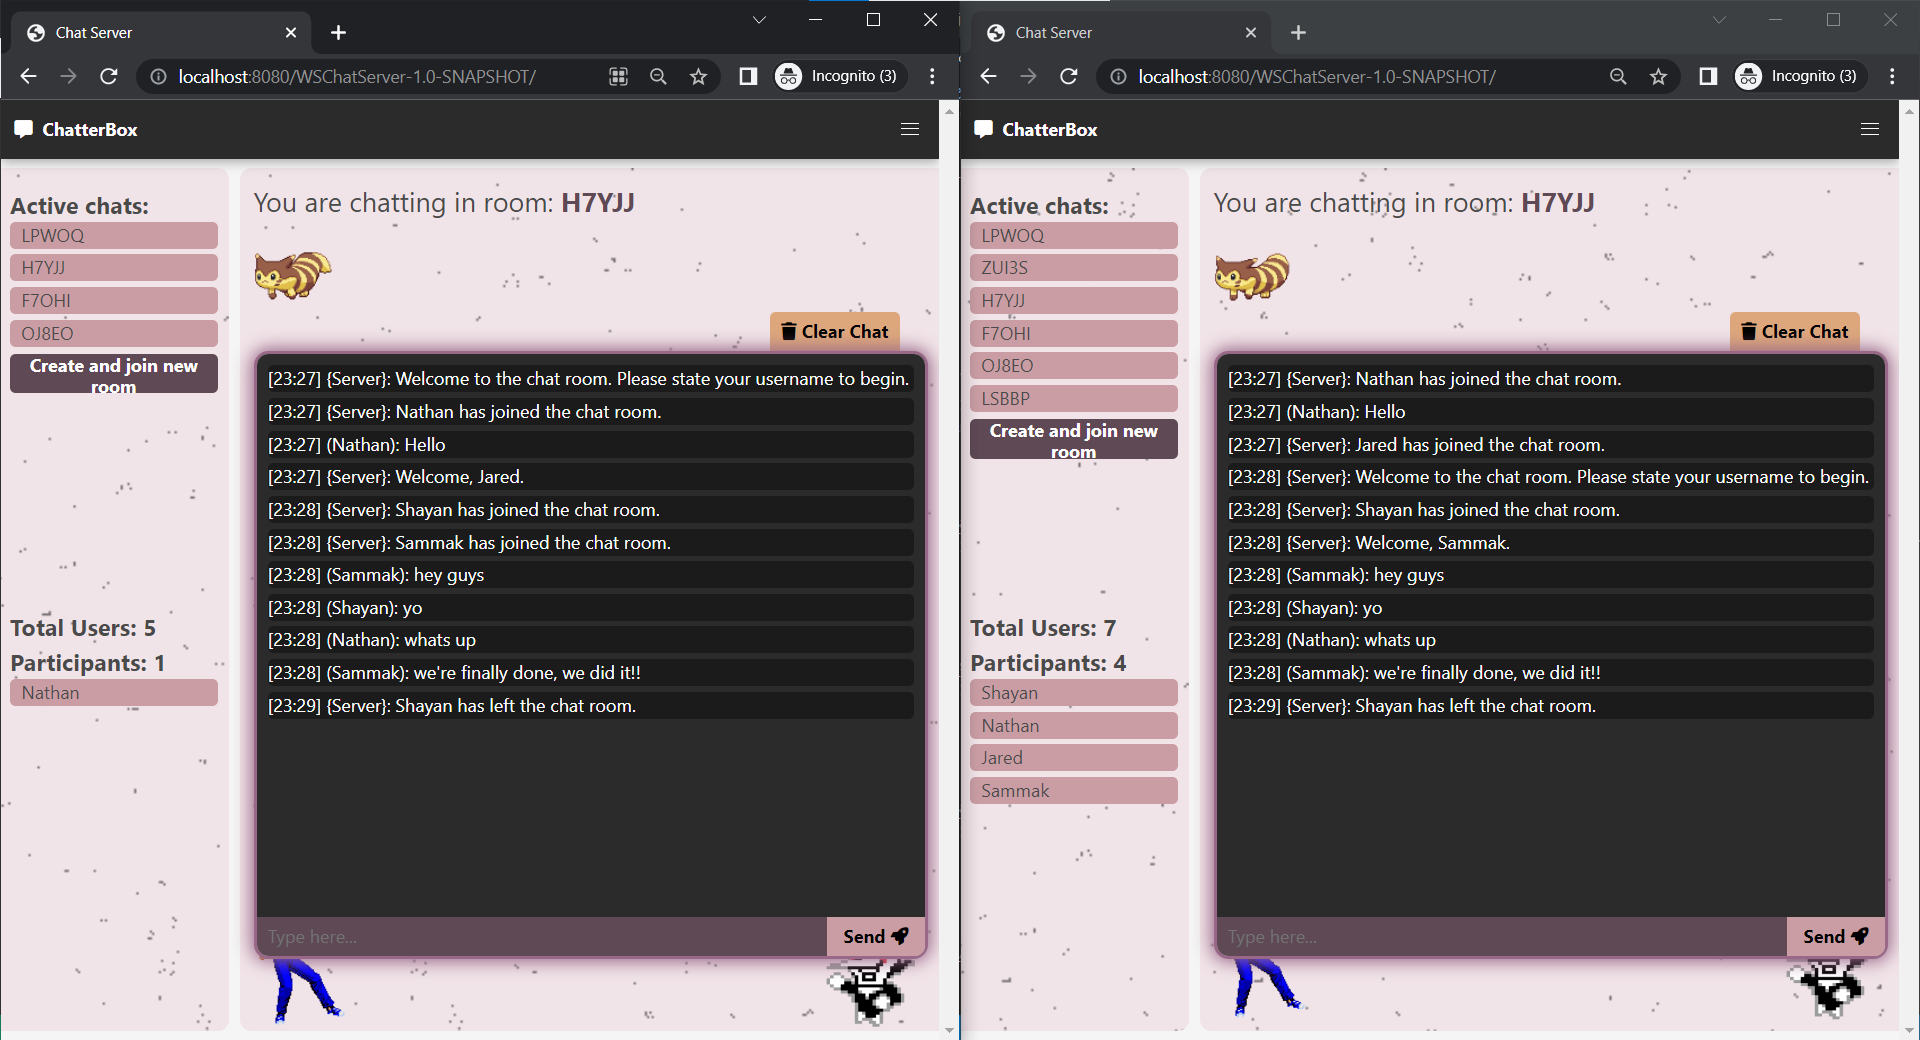 Chat Server
localhost:8080/WSChatServer-1.0-SNAPSHOT/
Incognito (3)
ChatterBox
Active chats:
LPWOQ
H7YJJ
F7OHI
OJ8EO
Create and join new
room
Total Users: 5
Participants: 1
Nathan
You are chatting in room: H7YJJ
Clear Chat
[23:27] {Server}: Welcome to the chat room. Please state your username to begin.
[23:27] {Server}: Nathan has joined the chat room.
[23:27] (Nathan): Hello
[23:27] {Server}: Welcome, Jared.
[23:28] {Server}: Shayan has joined the chat room.
[23:28] {Server}: Sammak has joined the chat room.
[23:28] (Sammak): hey guys
[23:28] (Shayan): yo
[23:28] (Nathan): whats up
[23:28] (Sammak): we're finally done, we did it!!
[23:29] {Server}: Shayan has left the chat room.
Type here...
Send
Chat Server
localhost:8080/WSChatServer-1.0-SNAPSHOT/
Incognito (3)
ChatterBox
Active chats:
LPWOQ
ZUI3S
H7YJJ
F7OHI
OJ8EO
LSBBP
Create and join new
room
Total Users: 7
Participants: 4
Shayan
Nathan
Jared
Sammak
You are chatting in room: H7YJJ
Clear Chat
[23:27] {Server}: Nathan has joined the chat room.
[23:27] (Nathan): Hello
[23:27] {Server}: Jared has joined the chat room.
[23:28] {Server}: Welcome to the chat room. Please state your username to begin.
[23:28] {Server}: Shayan has joined the chat room.
[23:28] {Server}: Welcome, Sammak.
[23:28] (Sammak): hey guys
[23:28] (Shayan): yo
[23:28] (Nathan): whats up
[23:28] (Sammak): we're finally done, we did it!!
[23:29] {Server}: Shayan has left the chat room.
Type here...
Send